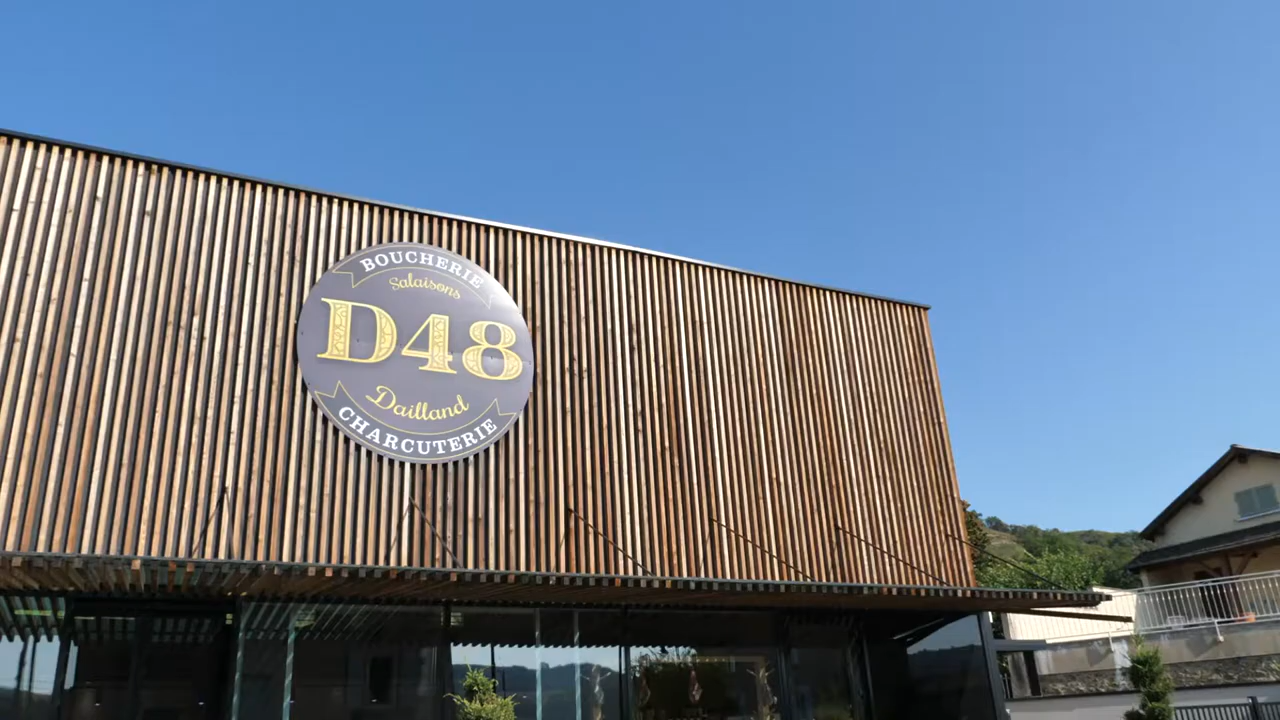 BOUCHERIE
Salaisons
D48
Dailland
CHARCUTERIE